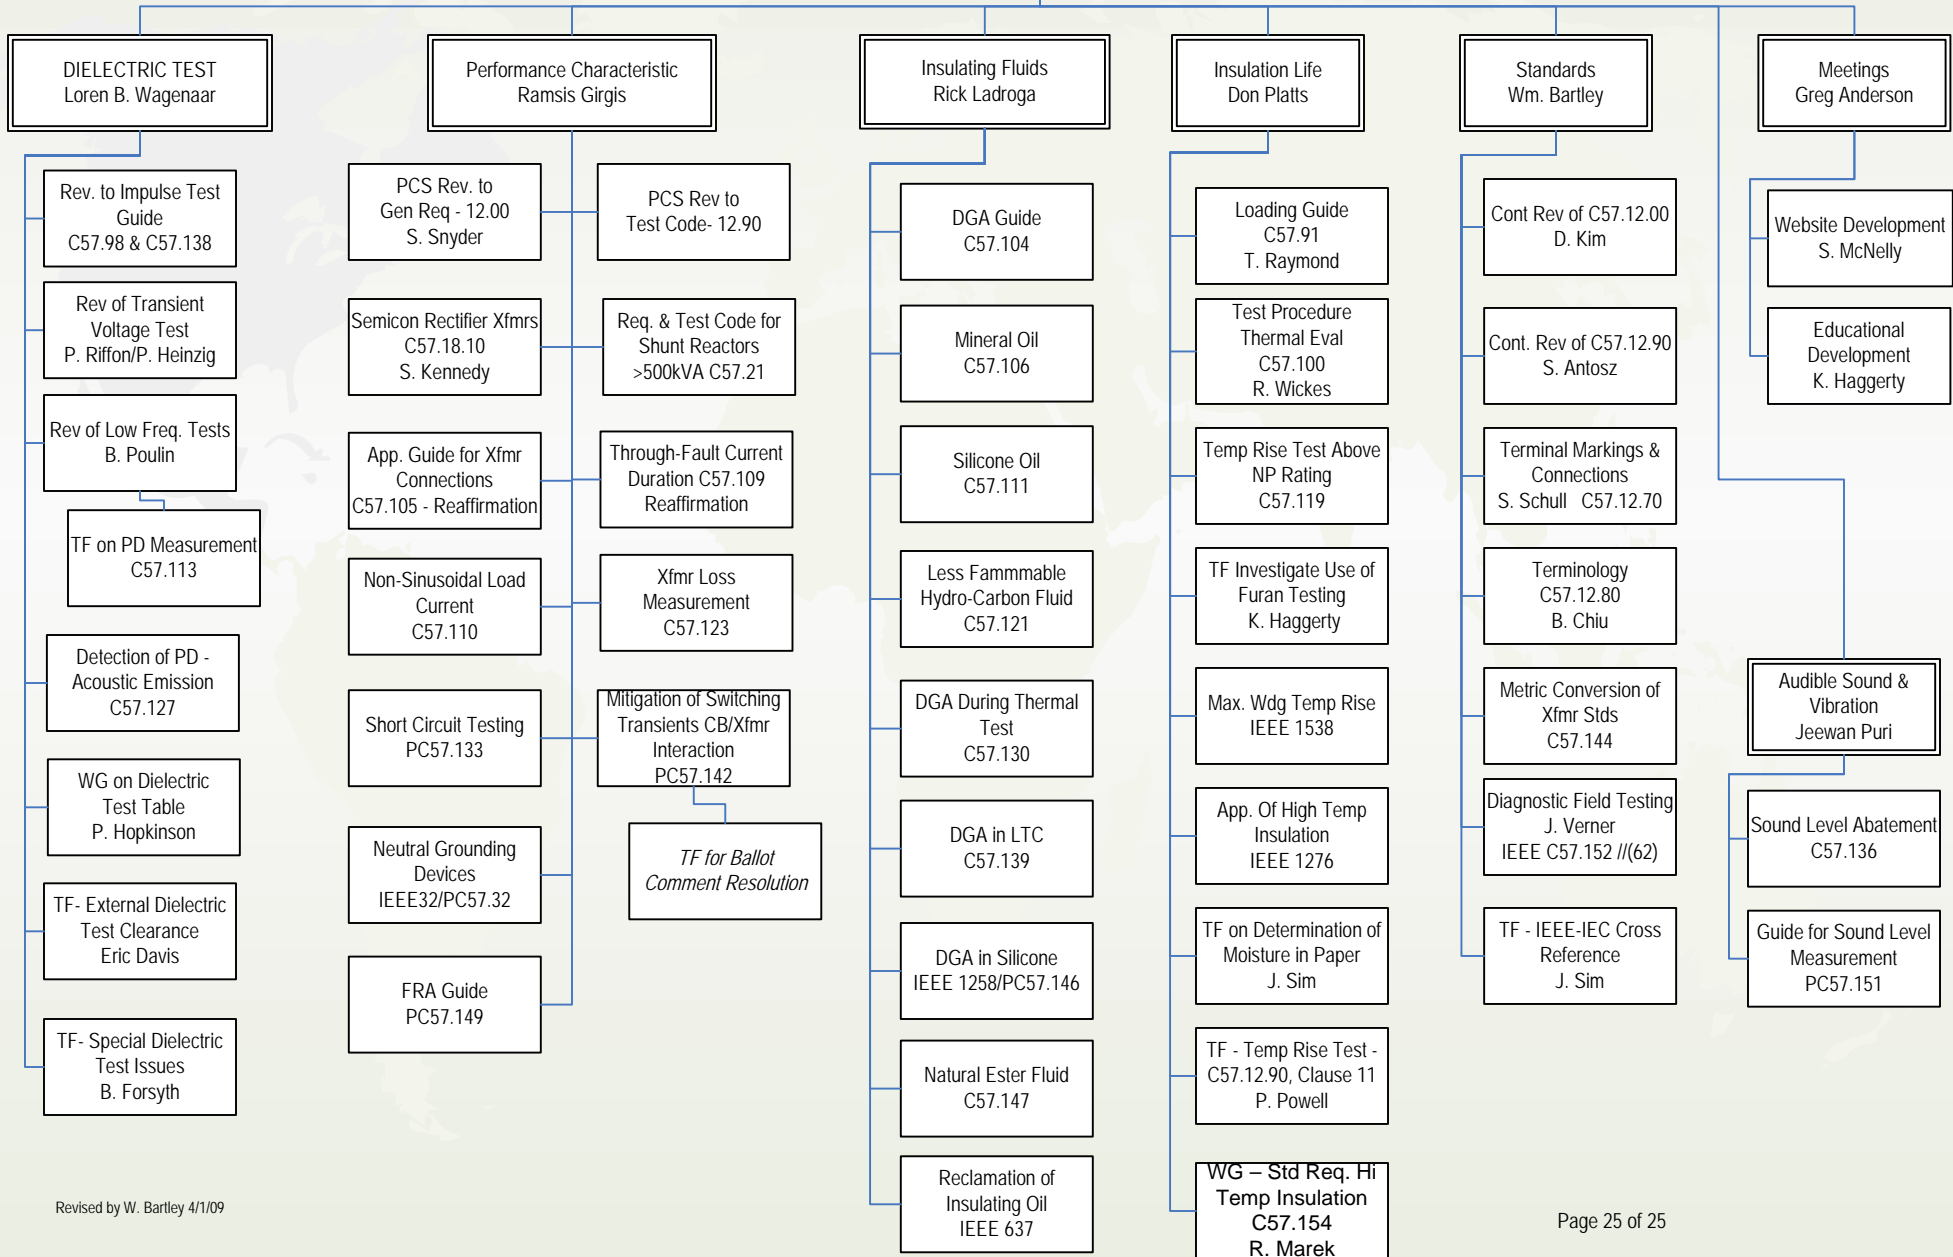 DIELECTRIC TEST
Loren B. Wagenaar
Rev. to Impulse Test
Guide
C57.98 & C57.138
Rev of Transient
Voltage Test
P. Riffon/P. Heinzig
Rev of Low Freq. Tests
B. Poulin
TF on PD Measurement
C57.113
Detection of PD -
Acoustic Emission
C57.127
WG on Dielectric
Test Table
P. Hopkinson
TF- External Dielectric
Test Clearance
Eric Davis
TF- Special Dielectric
Test Issues
B. Forsyth
Performance Characteristic
Ramsis Girgis
PCS Rev. to
Gen Req - 12.00
S. Snyder
PCS Rev to
Test Code- 12.90
Semicon Rectifier Xfmrs
C57.18.10
S. Kennedy
Req. & Test Code for
Shunt Reactors
>500kVA C57.21
App. Guide for Xfmr
Connections
C57.105 - Reaffirmation
Through-Fault Current
Duration C57.109
Reaffirmation
Non-Sinusoidal Load
Current
C57.110
Xfmr Loss
Measurement
C57.123
Short Circuit Testing
PC57.133
Mitigation of Switching
Transients CB/Xfmr
Interaction
PC57.142
TF for Ballot
Comment Resolution
Neutral Grounding
Devices
IEEE32/PC57.32
FRA Guide
PC57.149
Insulating Fluids
Rick Ladroga
DGA Guide
C57.104
Mineral Oil
C57.106
Silicone Oil
C57.111
Less Fammmable
Hydro-Carbon Fluid
C57.121
DGA During Thermal
Test
C57.130
DGA in LTC
C57.139
DGA in Silicone
IEEE 1258/PC57.146
Natural Ester Fluid
C57.147
Reclamation of
Insulating Oil
IEEE 637
Insulation Life
Don Platts
Loading Guide
C57.91
T. Raymond
Test Procedure
Thermal Eval
C57.100
R. Wickes
Temp Rise Test Above
NP Rating
C57.119
TF Investigate Use of
Furan Testing
K. Haggerty
Max. Wdg Temp Rise
IEEE 1538
App. Of High Temp
Insulation
IEEE 1276
TF on Determination of
Moisture in Paper
J. Sim
TF - Temp Rise Test -
C57.12.90, Clause 11
P. Powell
WG – Std Req. Hi
Temp Insulation
C57.154
R. Marek
Standards
Wm. Bartley
Cont Rev of C57.12.00
D. Kim
Cont. Rev of C57.12.90
S. Antosz
Terminal Markings &
Connections
S. Schull C57.12.70
Terminology
C57.12.80
B. Chiu
Metric Conversion of
Xfmr Stds
C57.144
Diagnostic Field Testing
J. Verner
IEEE C57.152 //(62)
TF - IEEE-IEC Cross
Reference
J. Sim
Meetings
Greg Anderson
Website Development
S. McNelly
Educational
Development
K. Haggerty
Audible Sound &
Vibration
Jeewan Puri
Sound Level Abatement
C57.136
Guide for Sound Level
Measurement
PC57.151
Revised by W. Bartley 4/1/09
Page 25 of 25